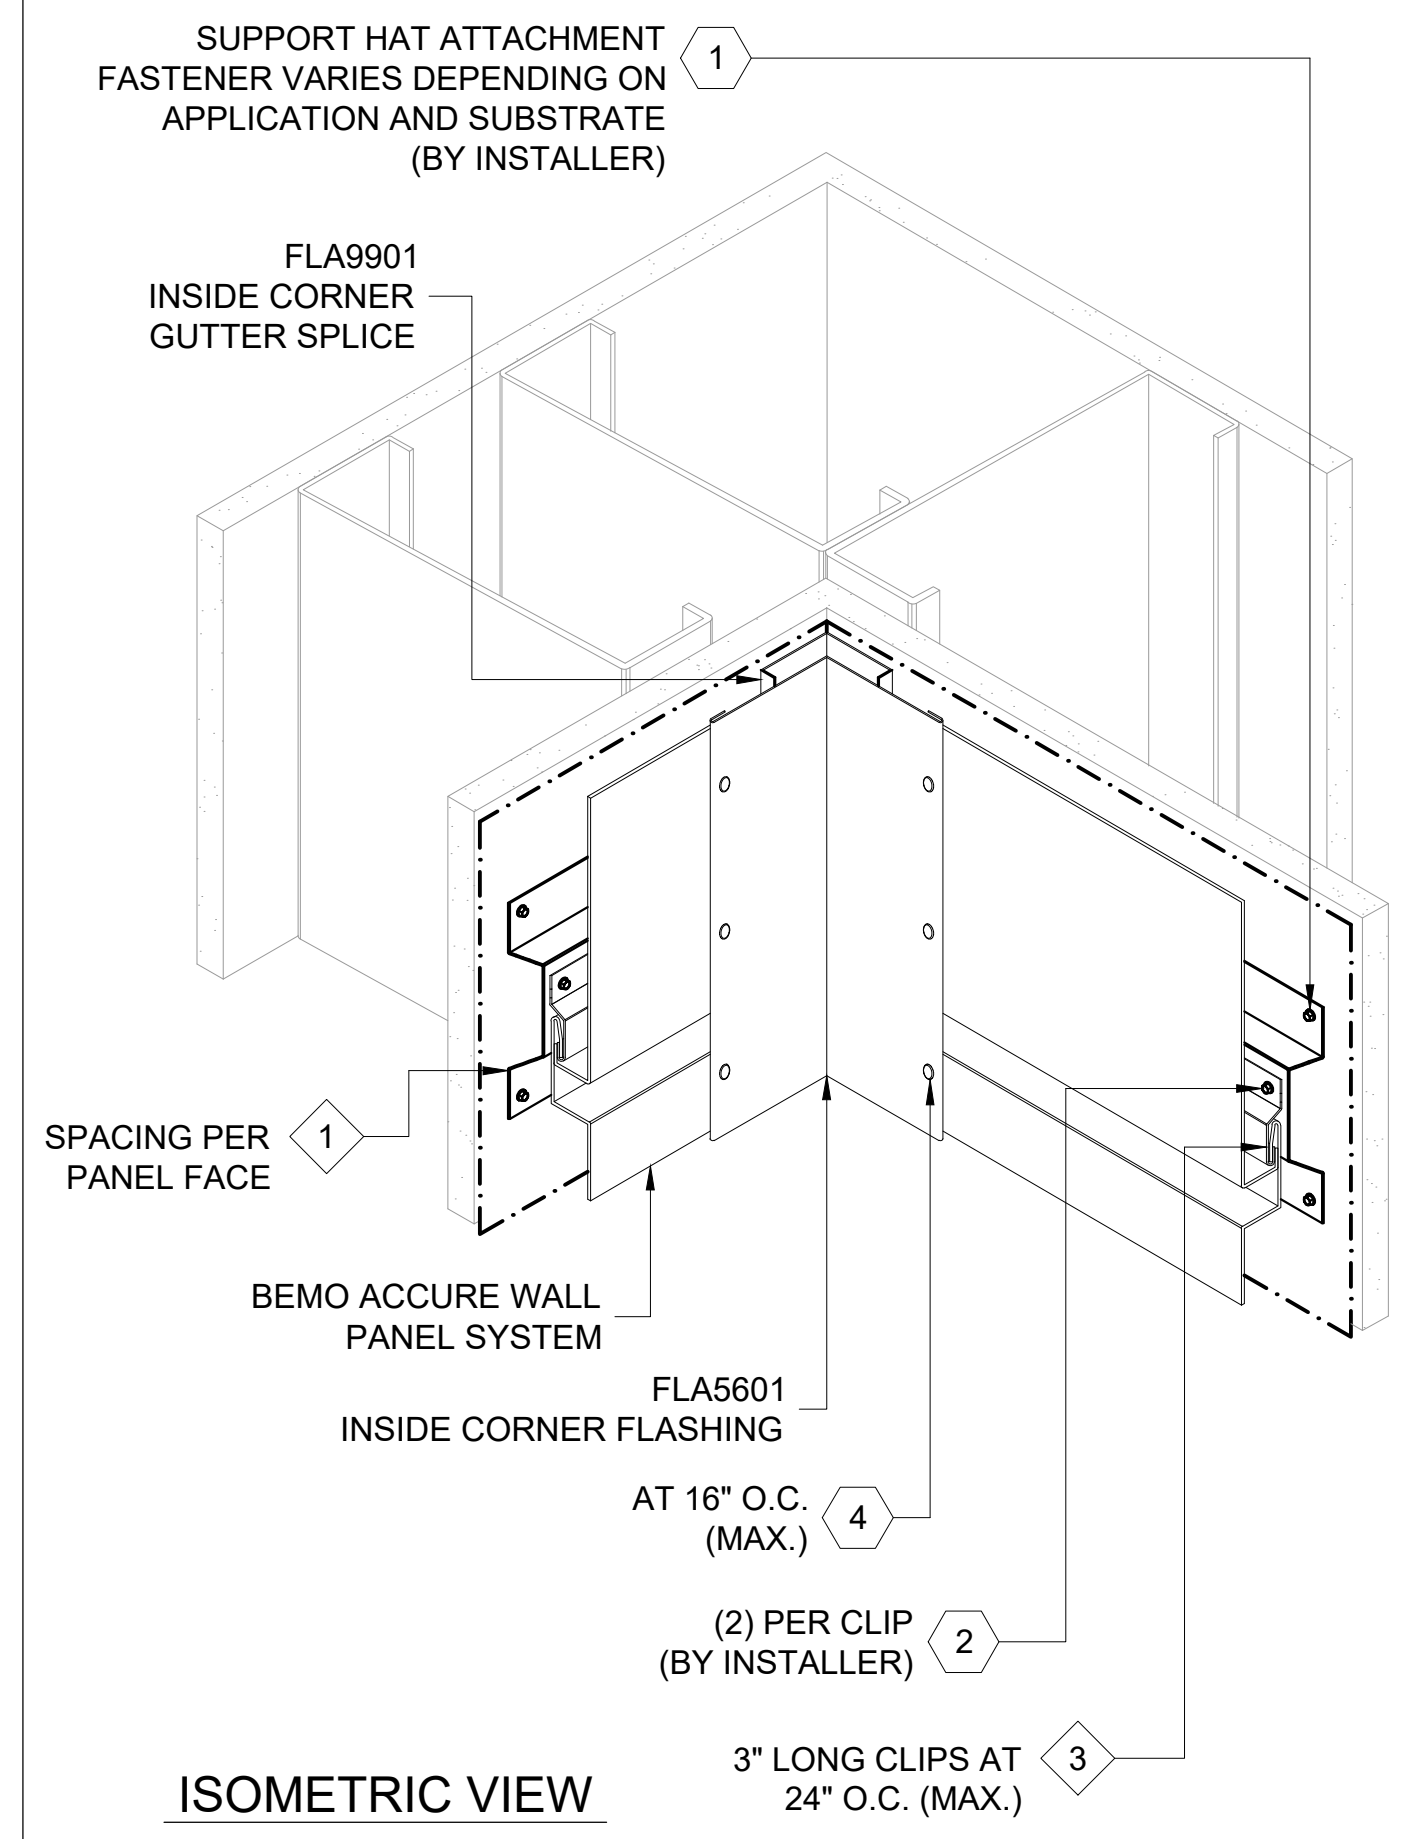 SUPPORT HAT ATTACHMENT
FASTENER VARIES DEPENDING ON
APPLICATION AND SUBSTRATE
(BY INSTALLER)
1
FLA9901
INSIDE CORNER
GUTTER SPLICE
SPACING PER
PANEL FACE
1
BEMO ACCURE WALL
PANEL SYSTEM
FLA5601
INSIDE CORNER FLASHING
AT 16" O.C.
(MAX.)
4
(2) PER CLIP
(BY INSTALLER)
2
3" LONG CLIPS AT
24" O.C. (MAX.)
3
ISOMETRIC VIEW